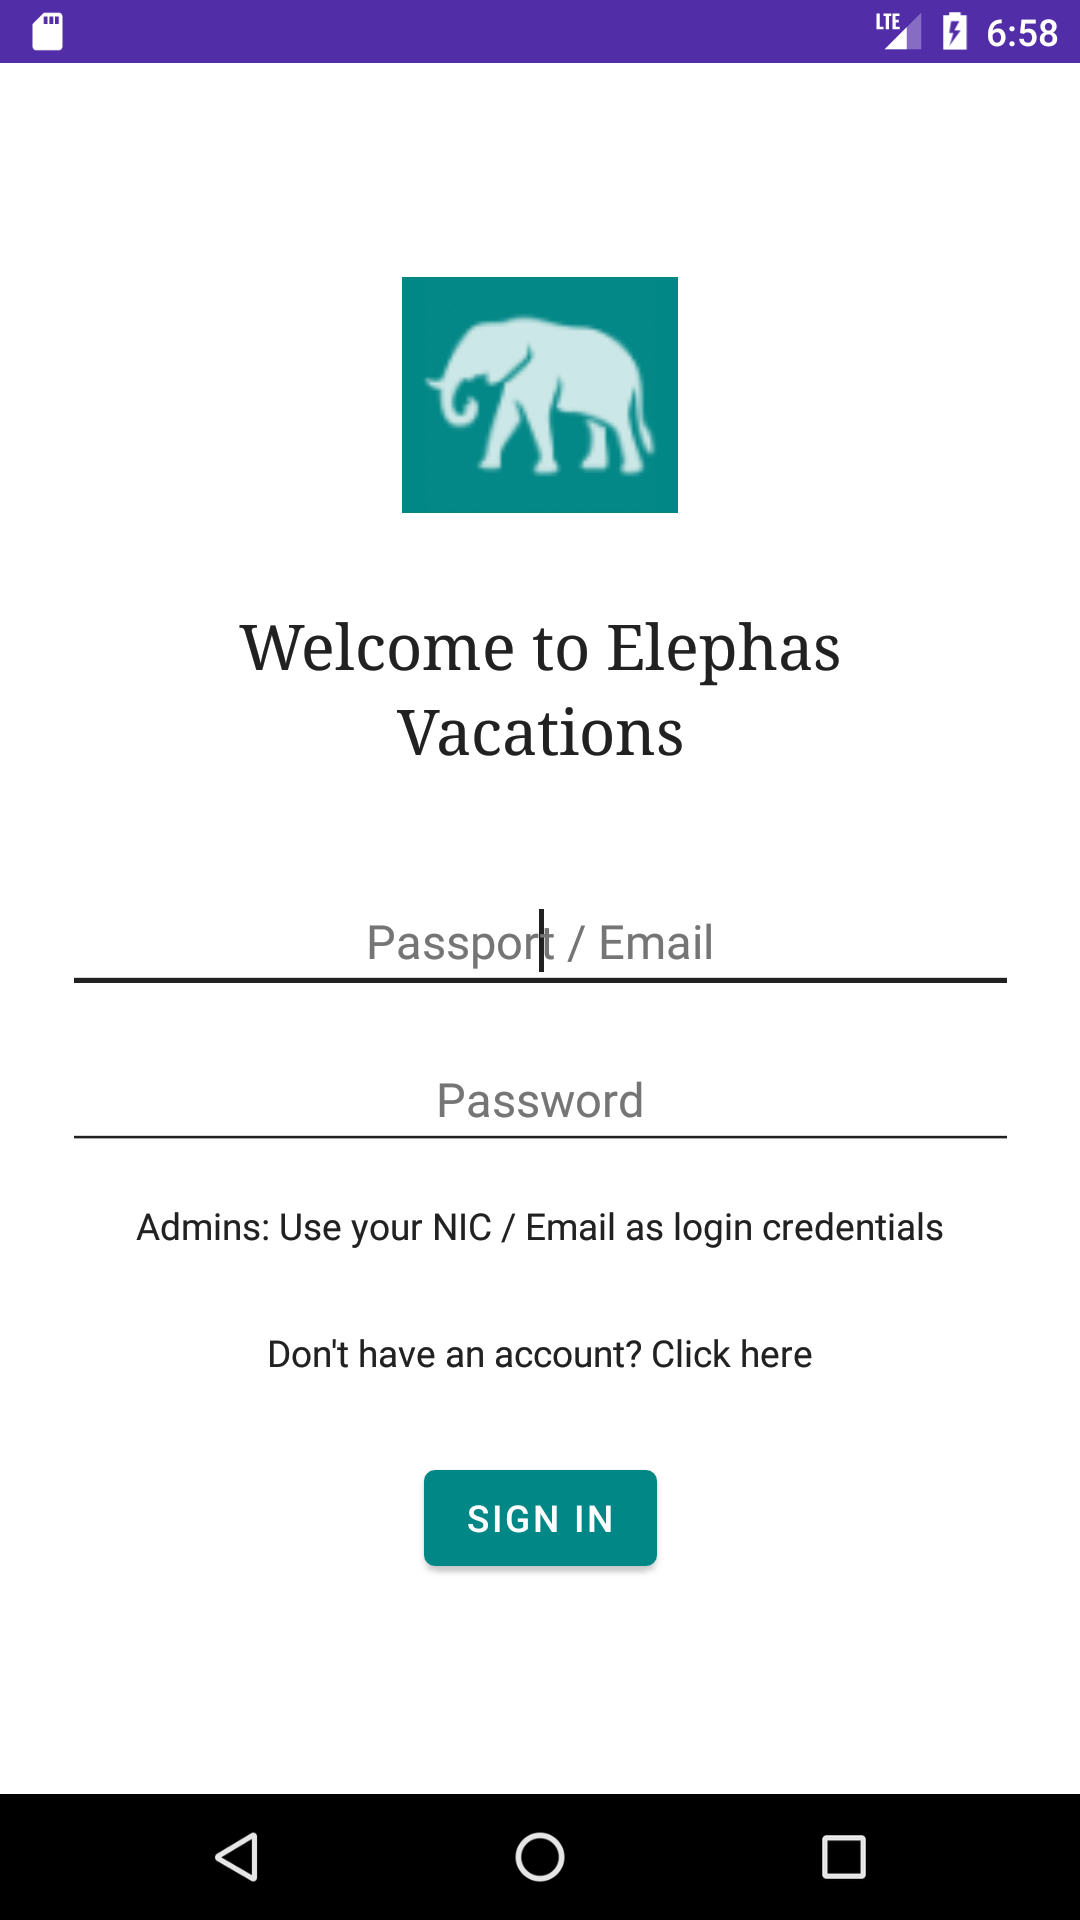 LTE 6:58
Welcome to Elephas
Vacations
Passport / Email
Password
Admins: Use your NIC / Email as login credentials
Don't have an account? Click here
SIGN IN